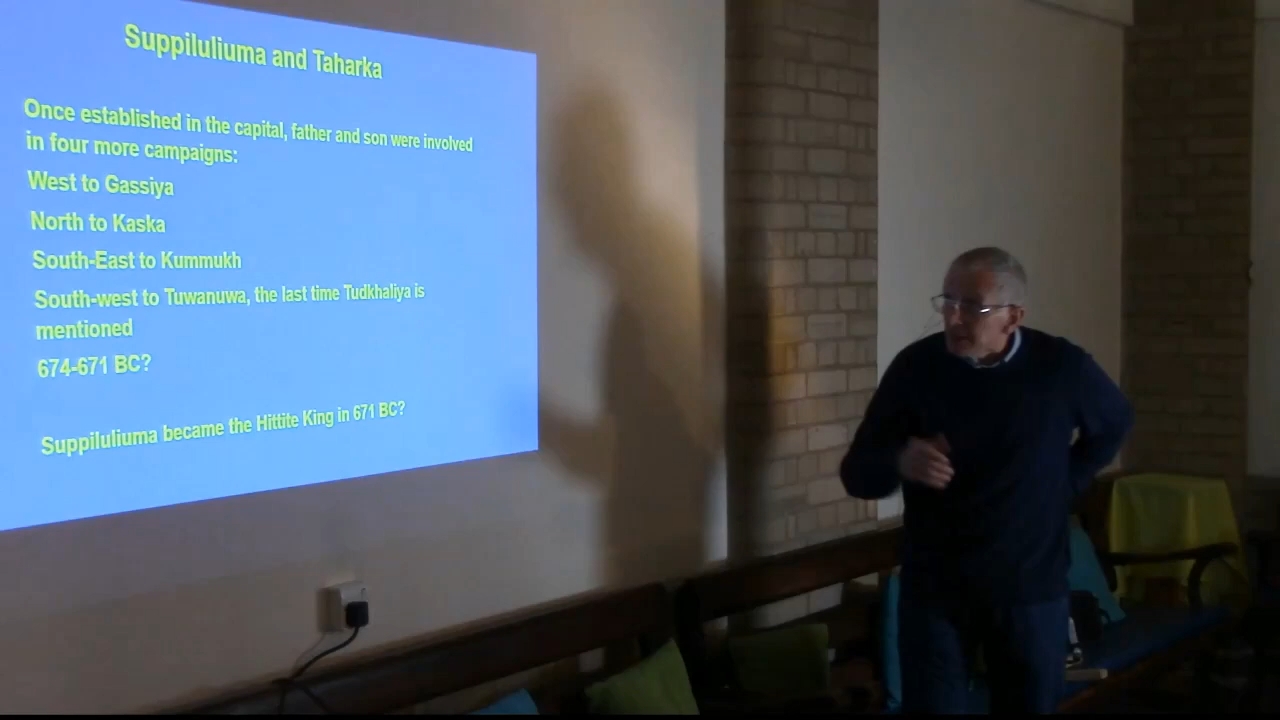 Suppiluliuma and Taharka
Once established in the capital, father and son were involved
in four more campaigns:
West to Gassiya
North to Kaska
South-East to Kummukh
South-west to Tuwanuwa, the last time Tudkhaliya is
mentioned
674-671 BC?
Suppiluliuma became the Hittite King in 671 BC?